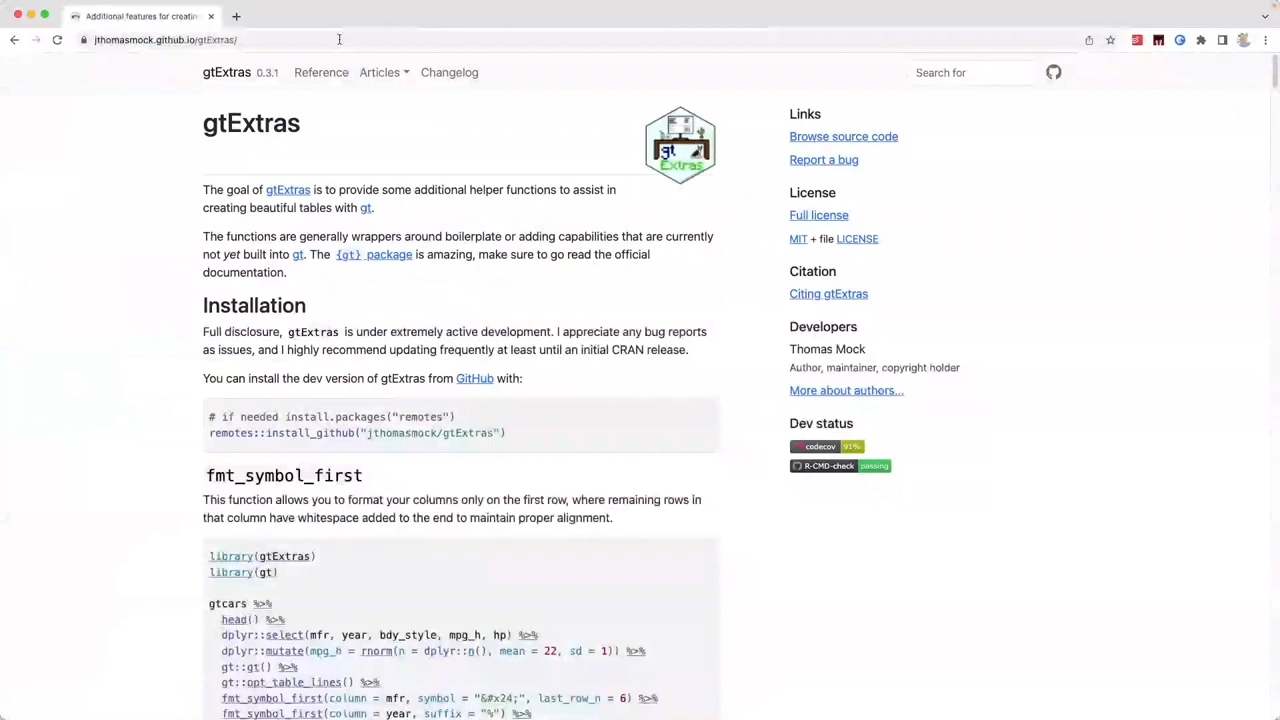 Additional features for creatin
jthomasmock.github.io/gtExtras/
gtExtras 0.3.1 Reference Articles Changelog
Search for
gtExtras
gt
Extras
The goal of gtExtras is to provide some additional helper functions to assist in
creating beautiful tables with gt.
The functions are generally wrappers around boilerplate or adding capabilities that are currently
not yet built into gt. The {gt} package is amazing, make sure to go read the official
documentation.
Installation
Full disclosure, gtExtras is under extremely active development. I appreciate any bug reports
as issues, and I highly recommend updating frequently at least until an initial CRAN release.
You can install the dev version of gtExtras from GitHub with:
# if needed install.packages("remotes")
remotes::install_github("jthomasmock/gtExtras")
fmt_symbol_first
This function allows you to format your columns only on the first row, where remaining rows in
that column have whitespace added to the end to maintain proper alignment.
library(gtExtras)
library(gt)
gtcars %>%
head() %>%
dplyr::select(mfr, year, bdy_style, mpg_h, hp) %>%
dplyr::mutate(mpg_h = rnorm(n = dplyr::n(), mean = 22, sd = 1)) %>%
gt::gt() %>%
gt::opt_table_lines() %>%
fmt_symbol_first(column = mfr, symbol = "&#x24;", last_row_n = 6) %>%
fmt_symbol_first(column = year, suffix = "%") %>%
Links
Browse source code
Report a bug
License
Full license
MIT + file LICENSE
Citation
Citing gtExtras
Developers
Thomas Mock
Author, maintainer, copyright holder
More about authors...
Dev status
codecov 91%
R-CMD-check passing